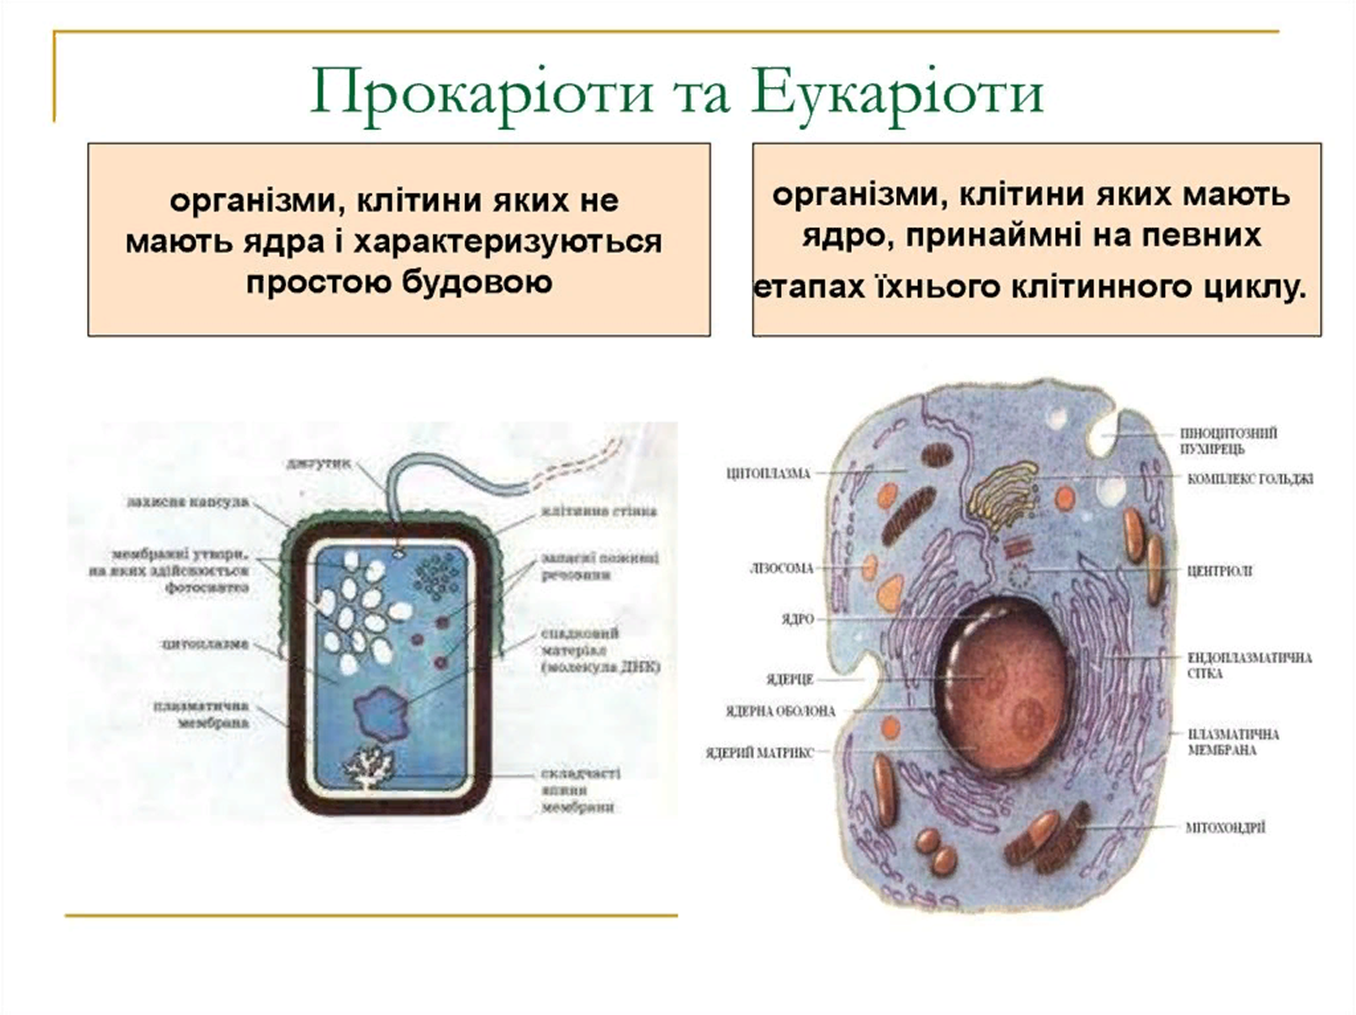 Прокаріоти та Еукаріоти
організми, клітини яких не
мають ядра і характеризуються
простою будовою
організми, клітини яких мають
ядро, принаймні на певних
етапах їхнього клітинного циклу.
джгутик
захисна капсула
мембранні утвори,
на яких здійснюється
фотосинтез
цитоплазма
плазматична
мембрана
клітинна стінка
запасні поживні
речовини
спадковий
матеріал
(молекула ДНК)
складчасті
впини
мембрани
ЦИТОПЛАЗМА
ЛІЗОСОМА
ЯДРО
ЯДЕРЦЕ
ЯДЕРНА ОБОЛОНА
ЯДЕРИЙ МАТРИКС
ПІНОЦИТОЗНИЙ
ПУХИРЕЦЬ
КОМПЛЕКС ГОЛЬДЖІ
ЦЕНТРІОЛІ
ЕНДОПЛАЗМАТИЧНА
СІТКА
ПЛАЗМАТИЧНА
МЕМБРАНА
МІТОХОНДРІЇ